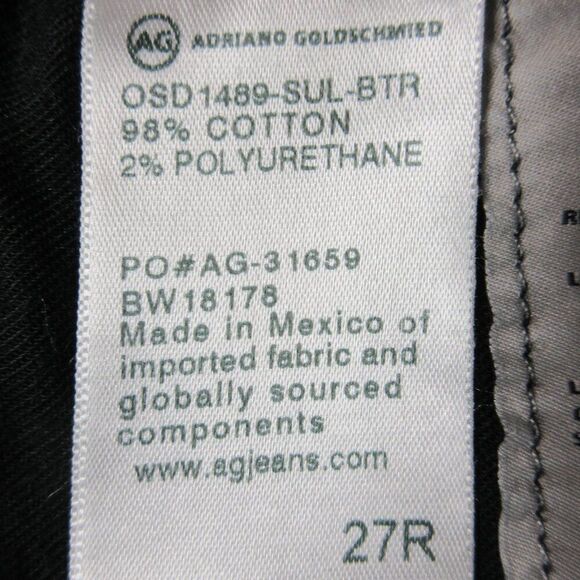 AG ADRIANO GOLDSCHMIED
OSD1489-SUL-BTR
98% COTTON
2% POLYURETHANE
PO#AG-31659
BW18178
Made in Mexico of
imported fabric and
globally sourced
components
www.agjeans.com
27R